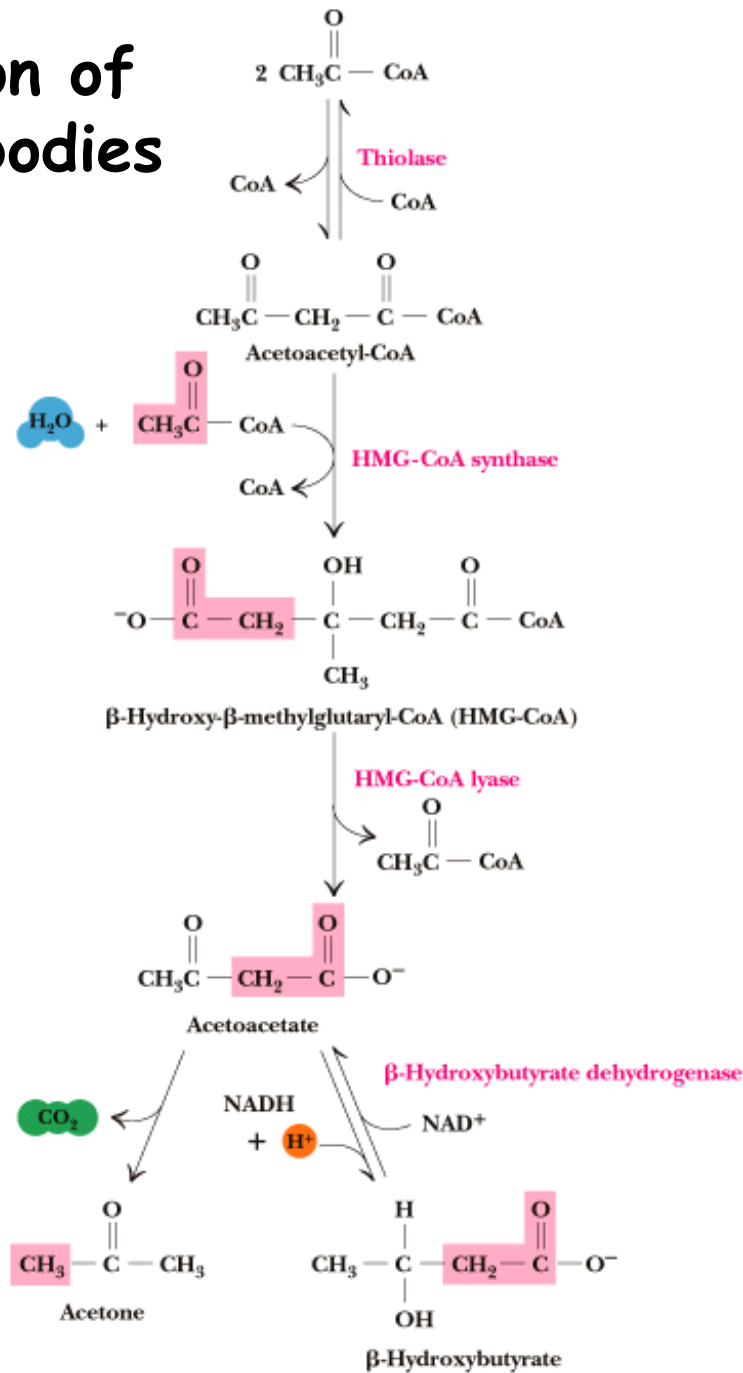 on of
bodies
O
2 CH₃C — CoA
Thiolase
CoA
CoA
O O
CH₃C — CH₂ — C — CoA
Acetoacetyl-CoA
O
H₂O + CH₃C — CoA
HMG-CoA synthase
CoA
O OH O
⁻O — C — CH₂ — C — CH₂ — C — CoA
CH₃
β-Hydroxy-β-methylglutaryl-CoA (HMG-CoA)
HMG-CoA lyase
O
CH₃C — CoA
O O
CH₃C — CH₂ — C — O⁻
Acetoacetate
β-Hydroxybutyrate dehydrogenase
NADH
CO₂
NAD⁺
+ H⁺
O H O
CH₃ — C — CH₃
CH₃ — C — CH₂ — C — O⁻
Acetone
OH
β-Hydroxybutyrate